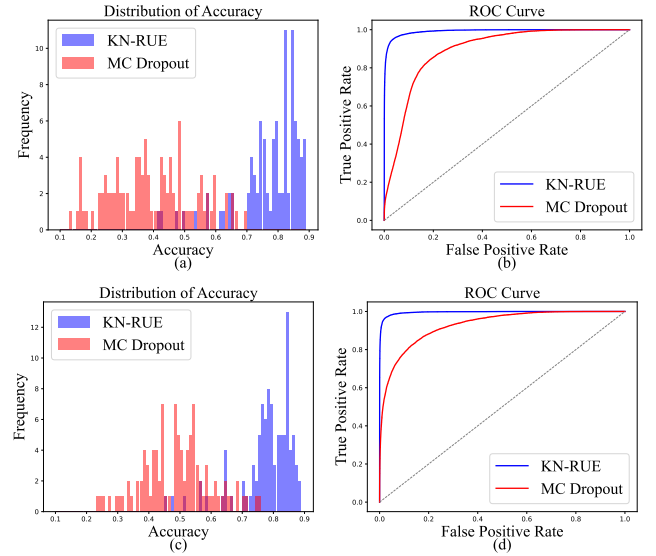 Distribution of Accuracy
KN-RUE
MC Dropout
Frequency
10
8
6
4
2
0
0.1 0.2 0.3 0.4 0.5 0.6 0.7 0.8 0.9
Accuracy
(a)
ROC Curve
True Positive Rate
1.0
0.8
0.6
0.4
0.2
0.0
KN-RUE
MC Dropout
0.0 0.2 0.4 0.6 0.8 1.0
False Positive Rate
(b)
Distribution of Accuracy
KN-RUE
MC Dropout
Frequency
12
10
8
6
4
2
0
0.1 0.2 0.3 0.4 0.5 0.6 0.7 0.8 0.9
Accuracy
(c)
ROC Curve
True Positive Rate
1.0
0.8
0.6
0.4
0.2
0.0
KN-RUE
MC Dropout
0.0 0.2 0.4 0.6 0.8 1.0
False Positive Rate
(d)